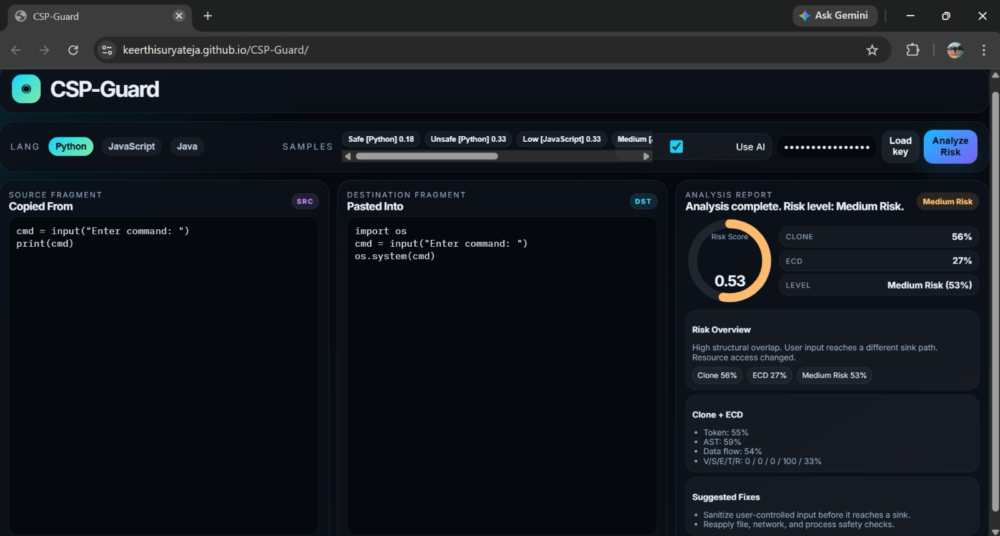 CSP-Guard
Ask Gemini
keerthisuryateja.github.io/CSP-Guard/
CSP-Guard
LANG Python JavaScript Java SAMPLES Safe [Python] 0.18 Unsafe [Python] 0.33 Low [JavaScript] 0.33 Medium [J Use AI •••••••••••••••• Load key Analyze Risk
SOURCE FRAGMENT
Copied From
SRC
cmd = input("Enter command: ")
print(cmd)
DESTINATION FRAGMENT
Pasted Into
DST
import os
cmd = input("Enter command: ")
os.system(cmd)
ANALYSIS REPORT
Analysis complete. Risk level: Medium Risk.
Medium Risk
Risk Score
0.53
CLONE 56%
ECD 27%
LEVEL Medium Risk (53%)
Risk Overview
High structural overlap. User input reaches a different sink path.
Resource access changed.
Clone 56% ECD 27% Medium Risk 53%
Clone + ECD
• Token: 55%
• AST: 59%
• Data flow: 54%
• V/S/E/T/R: 0 / 0 / 0 / 100 / 33%
Suggested Fixes
• Sanitize user-controlled input before it reaches a sink.
• Reapply file, network, and process safety checks.